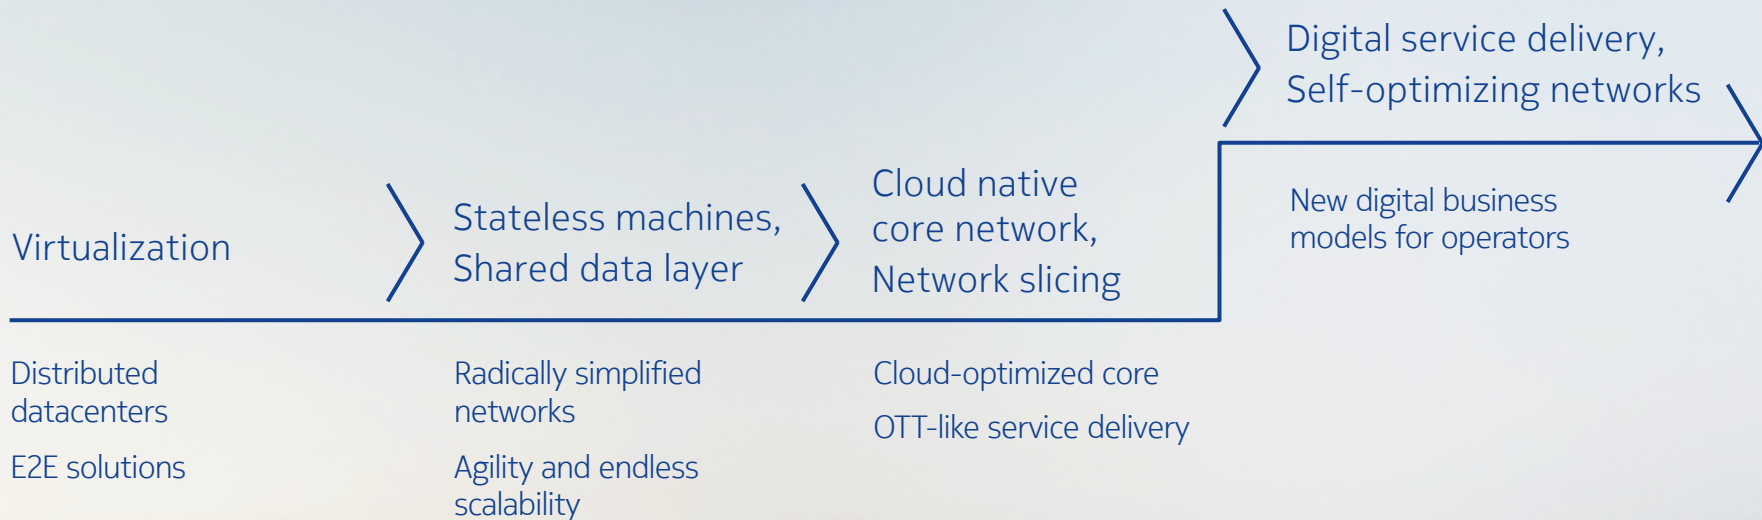 Virtualization
Distributed
datacenters
E2E solutions
Stateless machines,
Shared data layer
Radically simplified
networks
Agility and endless
scalability
Cloud native
core network,
Network slicing
Cloud-optimized core
OTT-like service delivery
Digital service delivery,
Self-optimizing networks
New digital business
models for operators